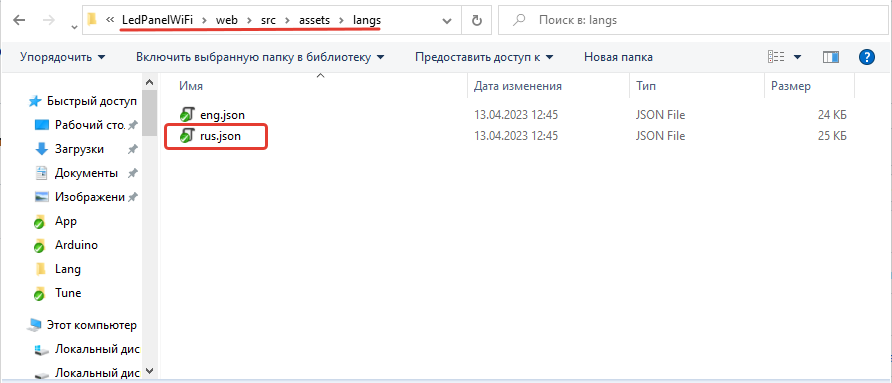 « LedPanelWiFi › web › src › assets › langs
Поиск в: langs
Упорядочить Включить выбранную папку в библиотеку Предоставить доступ к Новая папка
Имя Дата изменения Тип Размер
Быстрый доступ
Рабочий сто.
Загрузки
Документы
Изображени
App
Arduino
Lang
Tune
Этот компьютер
Локальный дис
Локальный дис
eng.json 13.04.2023 12:45 JSON File 24 КБ
rus.json 13.04.2023 12:45 JSON File 25 КБ